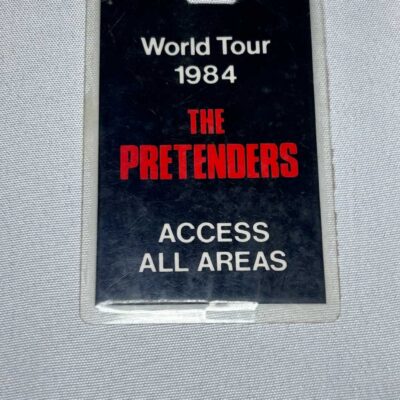 World Tour
1984
THE
PRETENDERS
ACCESS
ALL AREAS